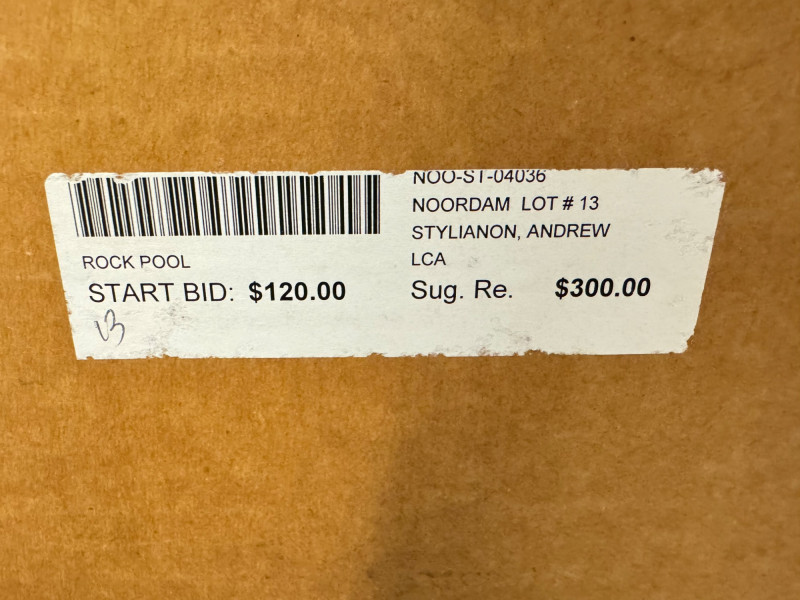 NOO-ST-04036
NOORDAM LOT # 13
STYLIANON, ANDREW
ROCK POOL
LCA
START BID: $120.00
Sug. Re. $300.00
13